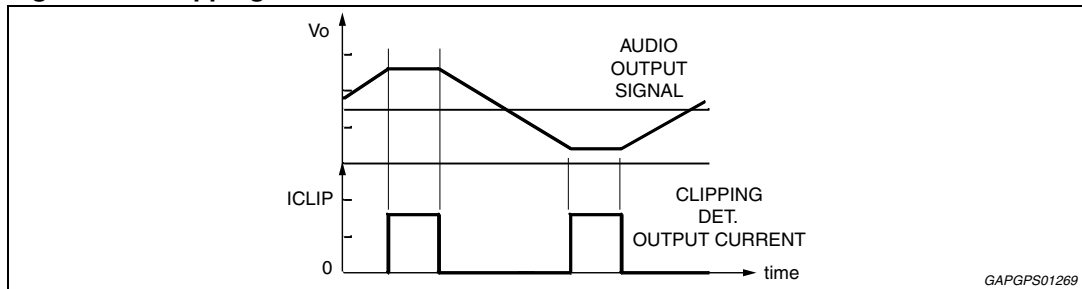 Vo
AUDIO
OUTPUT
SIGNAL
ICLIP
CLIPPING
DET.
OUTPUT CURRENT
0
time
GAPGPS01269